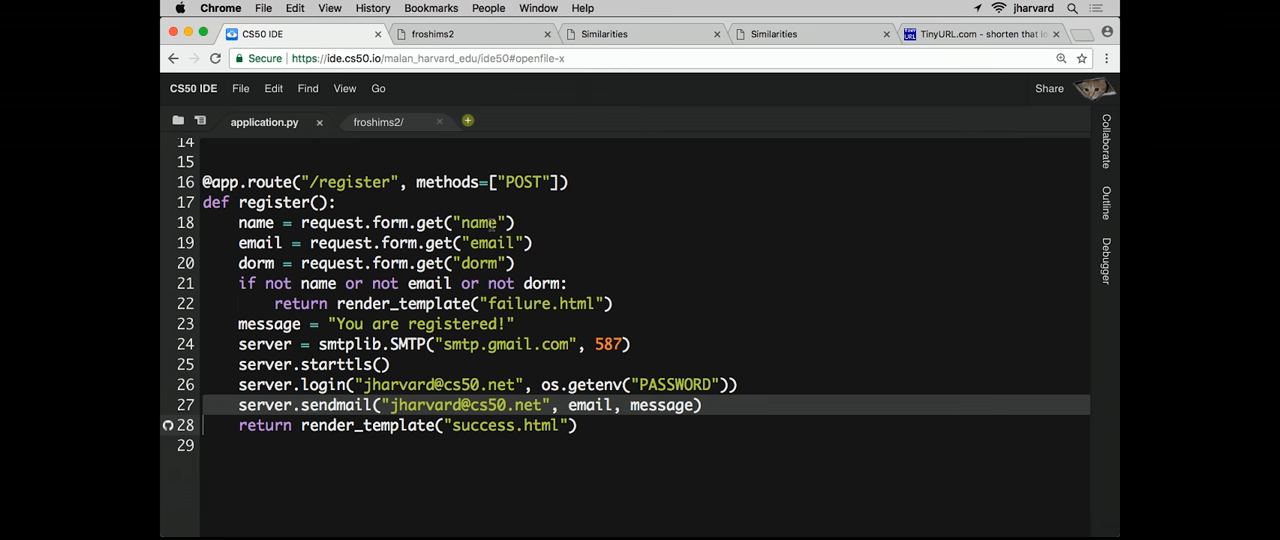 Chrome File Edit View History Bookmarks People Window Help jharvard
CS50 IDE froshims2 Similarities Similarities TinyURL.com - shorten that lo
Secure https://ide.cs50.io/malan_harvard_edu/ide50#openfile-x
CS50 IDE File Edit Find View Go Share
application.py froshims2/
Collaborate
Outline
Debugger
14
15
16 @app.route("/register", methods=["POST"])
17 def register():
18 name = request.form.get("name")
19 email = request.form.get("email")
20 dorm = request.form.get("dorm")
21 if not name or not email or not dorm:
22 return render_template("failure.html")
23 message = "You are registered!"
24 server = smtplib.SMTP("smtp.gmail.com", 587)
25 server.starttls()
26 server.login("jharvard@cs50.net", os.getenv("PASSWORD"))
27 server.sendmail("jharvard@cs50.net", email, message)
28 return render_template("success.html")
29